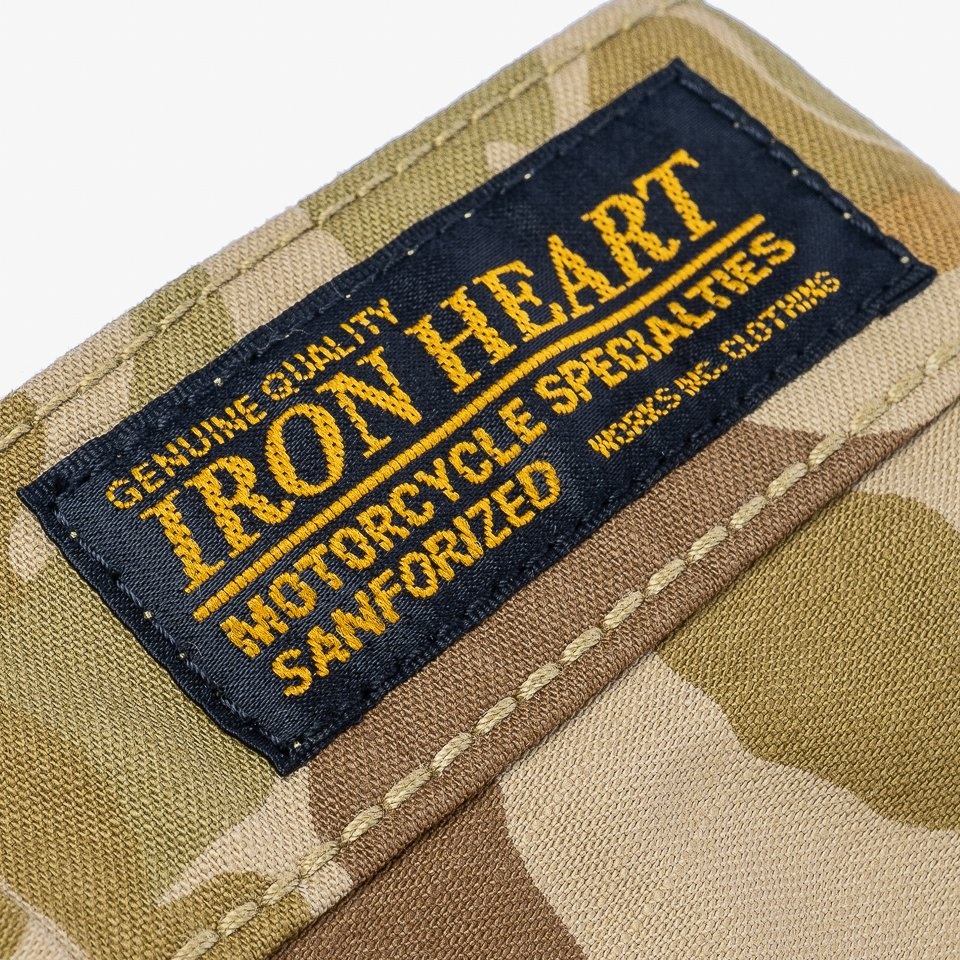 GENUINE QUALITY
IRON HEART
MOTORCYCLE SPECIALTIES
SANFORIZED WORKS INC. CLOTHING